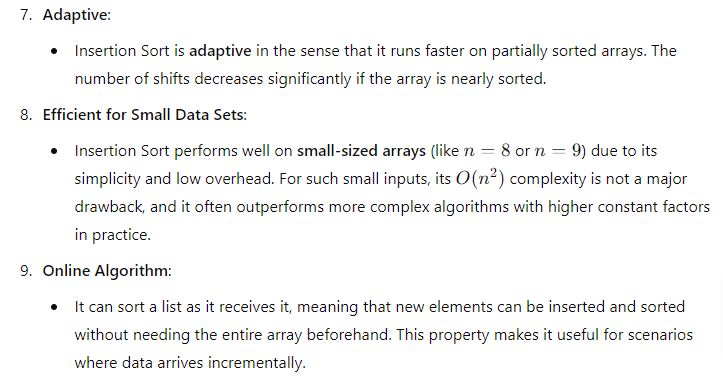 7. Adaptive:
• Insertion Sort is adaptive in the sense that it runs faster on partially sorted arrays. The
number of shifts decreases significantly if the array is nearly sorted.
8. Efficient for Small Data Sets:
• Insertion Sort performs well on small-sized arrays (like n = 8 or n = 9) due to its
simplicity and low overhead. For such small inputs, its O(n²) complexity is not a major
drawback, and it often outperforms more complex algorithms with higher constant factors
in practice.
9. Online Algorithm:
• It can sort a list as it receives it, meaning that new elements can be inserted and sorted
without needing the entire array beforehand. This property makes it useful for scenarios
where data arrives incrementally.